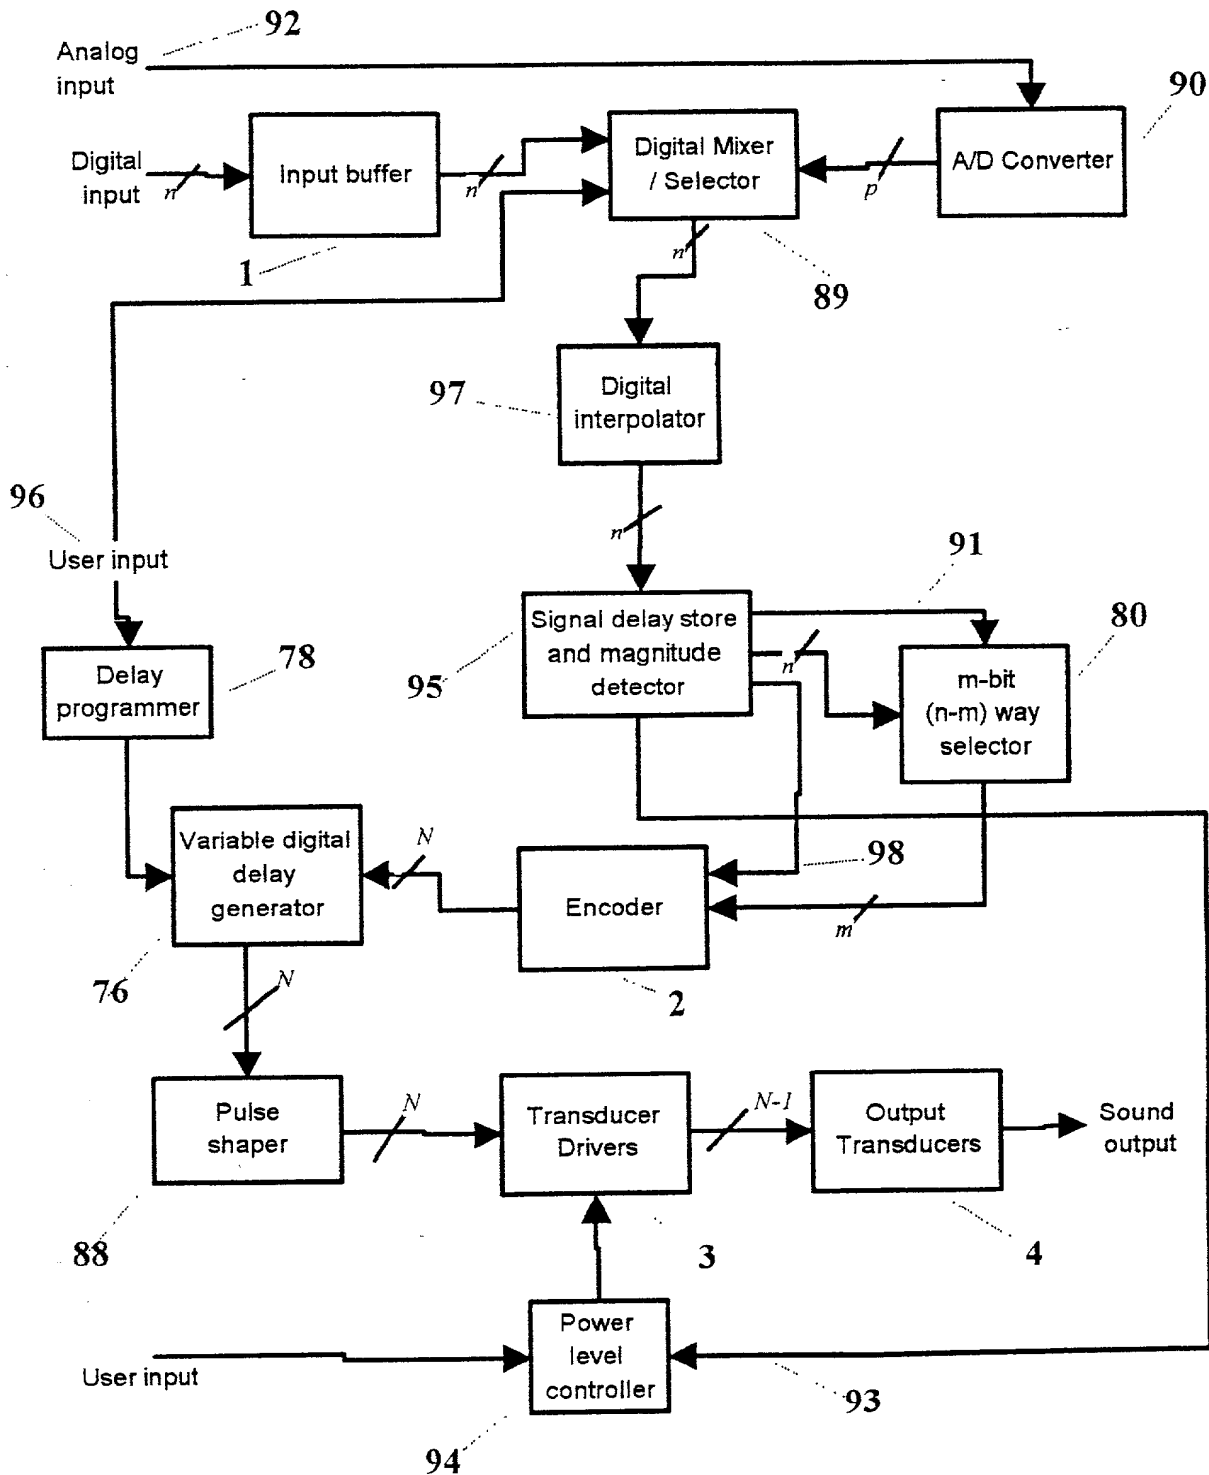 92
Analog
input
90
Digital
input
n
Input buffer
n
Digital Mixer
/ Selector
p
A/D Converter
1
n
89
97
Digital
interpolator
96
n
User input
91
Signal delay store
and magnitude
detector
95
n
80
m-bit
(n-m) way
selector
Delay
programmer
78
Variable digital
delay
generator
N
98
Encoder
m
76
N
2
Pulse
shaper
N
Transducer
Drivers
N-1
Output
Transducers
Sound
output
88
3
4
Power
level
controller
User input
93
94